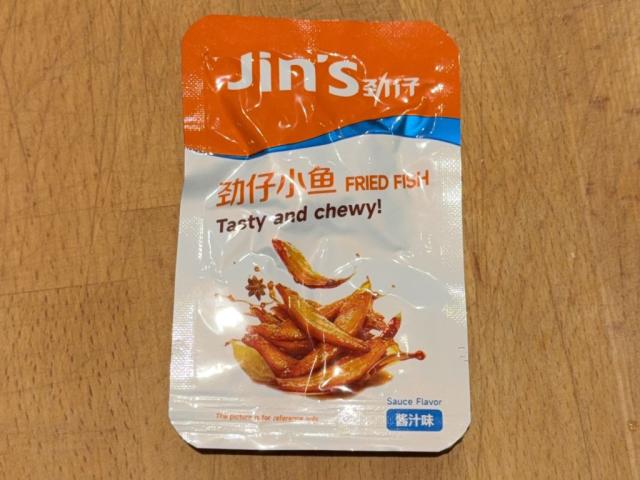 Jin's 劲仔
劲仔小鱼 FRIED FISH
Tasty and chewy!
Sauce Flavor
酱汁味
The picture is for reference only